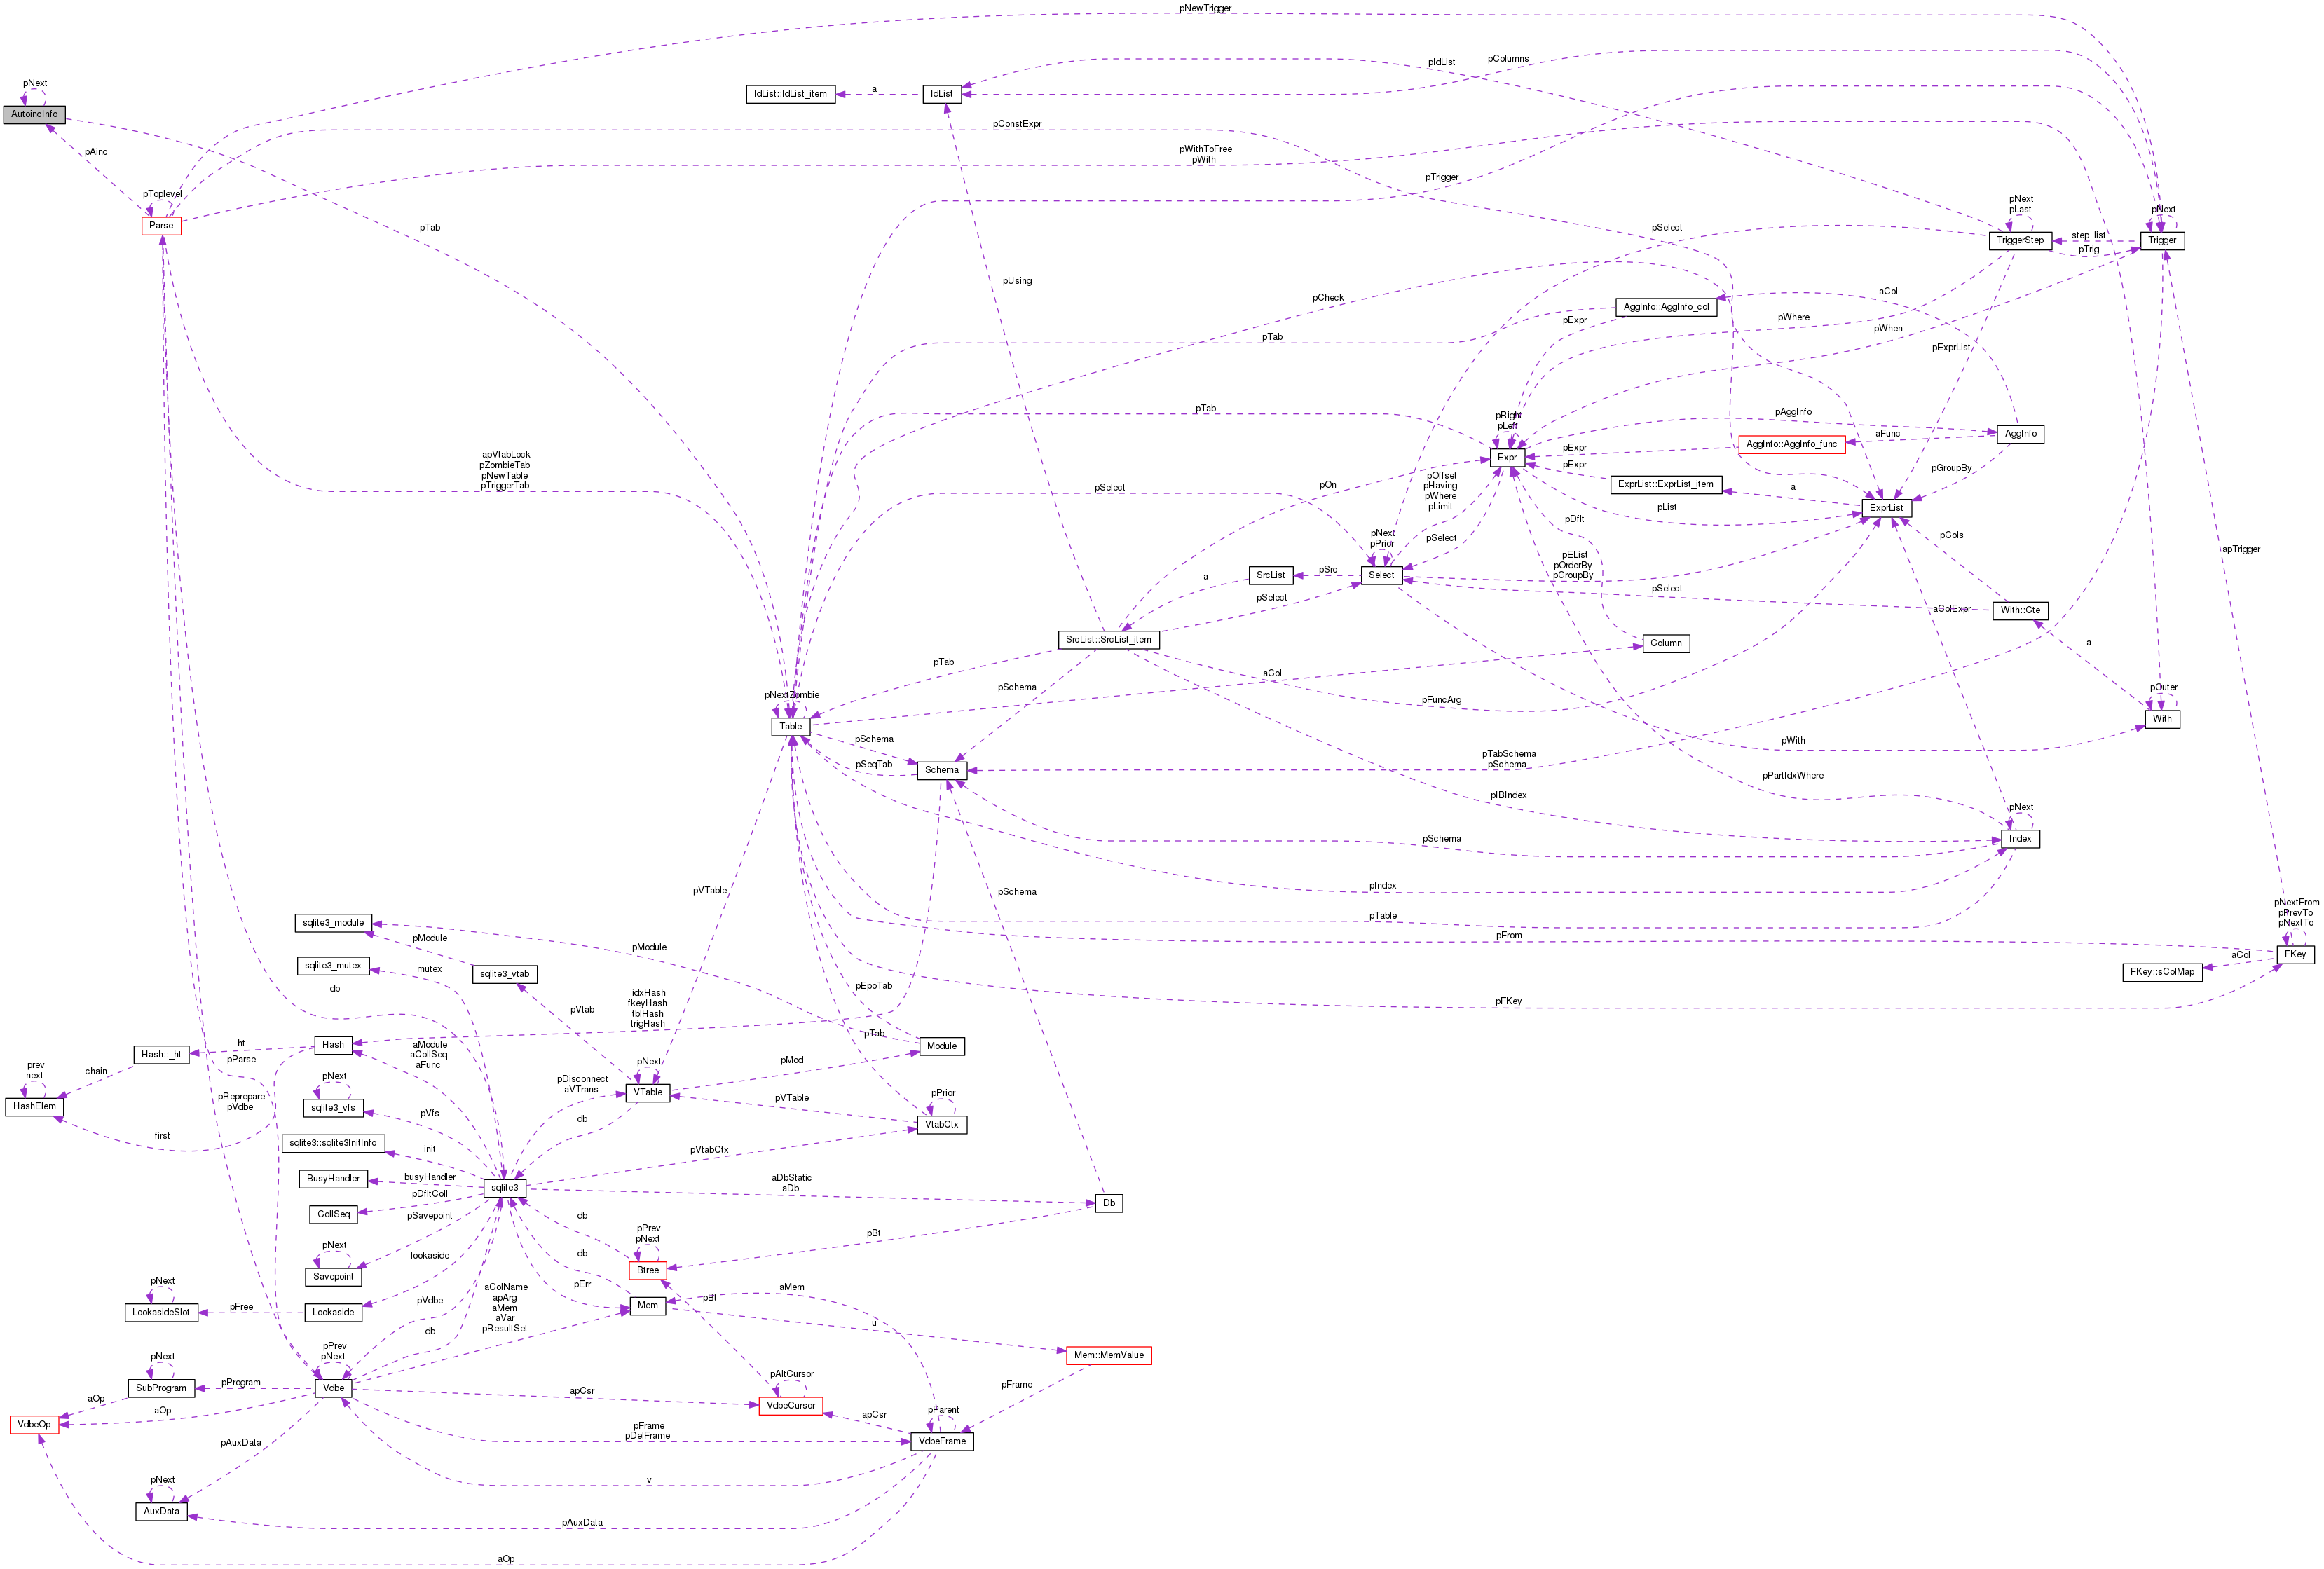 pNewTrigger
pColumns
pIdList
pNext
IdList::IdList_item
a
IdList
AutoincInfo
pConstExpr
pAinc
pWithToFree
pWith
pTrigger
pToplevel
Parse
pTab
pSelect
pNext
pLast
TriggerStep
step_list
pTrig
pNext
Trigger
pUsing
pCheck
aCol
AggInfo::AggInfo_col
pExpr
pWhere
pWhen
pTab
pExprList
apTrigger
pTab
pRight
pLeft
pAggInfo
aFunc
AggInfo
AggInfo::AggInfo_func
pExpr
Expr
apVtabLock
pZombieTab
pNewTable
pTriggerTab
pSelect
pOn
pOffset
pHaving
pWhere
pLimit
pExpr
ExprList::ExprList_item
a
pGroupBy
ExprList
pList
pDflt
pSelect
pNext
pPrior
pCols
SrcList
a
pSrc
Select
pEList
pOrderBy
pGroupBy
pSelect
pSelect
aColExpr
With::Cte
SrcList::SrcList_item
Column
a
pTab
aCol
pSchema
pFuncArg
pNextZombie
Table
pOuter
With
pSchema
pSeqTab
Schema
pWith
pTabSchema
pSchema
pPartIdxWhere
pIBIndex
pNext
Index
pSchema
pVTable
pSchema
pIndex
pTable
pFrom
pNextFrom
pPrevTo
pNextTo
FKey
aCol
FKey::sColMap
pFKey
sqlite3_module
pModule
pModule
sqlite3_mutex
mutex
sqlite3_vtab
db
pEpoTab
idxHash
fkeyHash
tblHash
trigHash
pVtab
pTab
Module
Hash::_ht
ht
Hash
aModule
aCollSeq
aFunc
pParse
chain
prev
next
HashElem
pNext
sqlite3_vfs
pVfs
pDisconnect
aVTrans
pNext
VTable
pMod
pVTable
pPrior
VtabCtx
pReprepare
pVdbe
first
sqlite3::sqlite3InitInfo
init
db
pVtabCtx
BusyHandler
busyHandler
sqlite3
aDbStatic
aDb
Db
CollSeq
pDfltColl
pSavepoint
pNext
Savepoint
db
pPrev
pNext
Btree
pBt
lookaside
db
pErr
pNext
LookasideSlot
pFree
Lookaside
pVdbe
aColName
apArg
aMem
aVar
pResultSet
Mem
pBt
aMem
u
db
Mem::MemValue
pPrev
pNext
pNext
SubProgram
pProgram
Vdbe
apCsr
pAltCursor
VdbeCursor
pFrame
aOp
aOp
VdbeOp
pFrame
pDelFrame
apCsr
pParent
VdbeFrame
pAuxData
v
pNext
AuxData
pAuxData
aOp